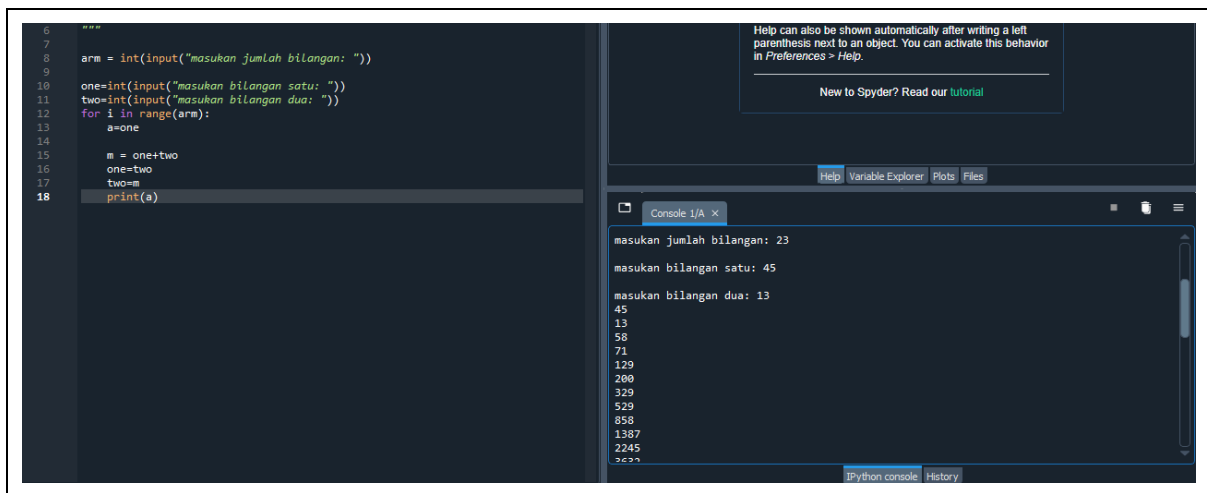 6 """
7
8 arm = int(input("masukan jumlah bilangan: "))
9
10 one=int(input("masukan bilangan satu: "))
11 two=int(input("masukan bilangan dua: "))
12 for i in range(arm):
13 a=one
14
15 m = one+two
16 one=two
17 two=m
18 print(a)
Help can also be shown automatically after writing a left
parenthesis next to an object. You can activate this behavior
in Preferences > Help.
New to Spyder? Read our tutorial
Help Variable Explorer Plots Files
Console 1/A ×
masukan jumlah bilangan: 23
masukan bilangan satu: 45
masukan bilangan dua: 13
45
13
58
71
129
200
329
529
858
1387
2245
3632
IPython console History